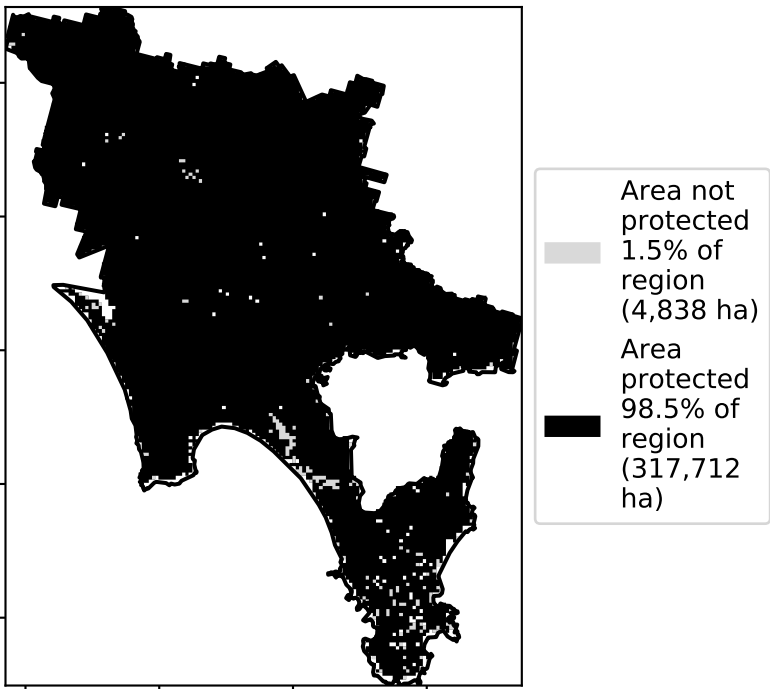 Area not
protected
1.5% of
region
(4,838 ha)
Area
protected
98.5% of
region
(317,712
ha)